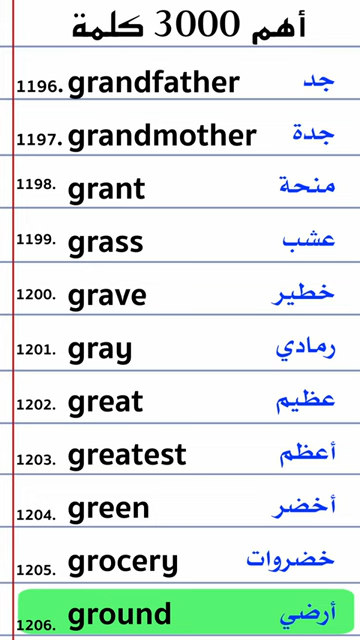 أهم 3000 كلمة
1196. grandfather جد
1197. grandmother جدة
1198. grant منحة
1199. grass عشب
1200. grave خطير
1201. gray رمادي
1202. great عظيم
1203. greatest أعظم
1204. green أخضر
1205. grocery خضروات
1206. ground أرضي